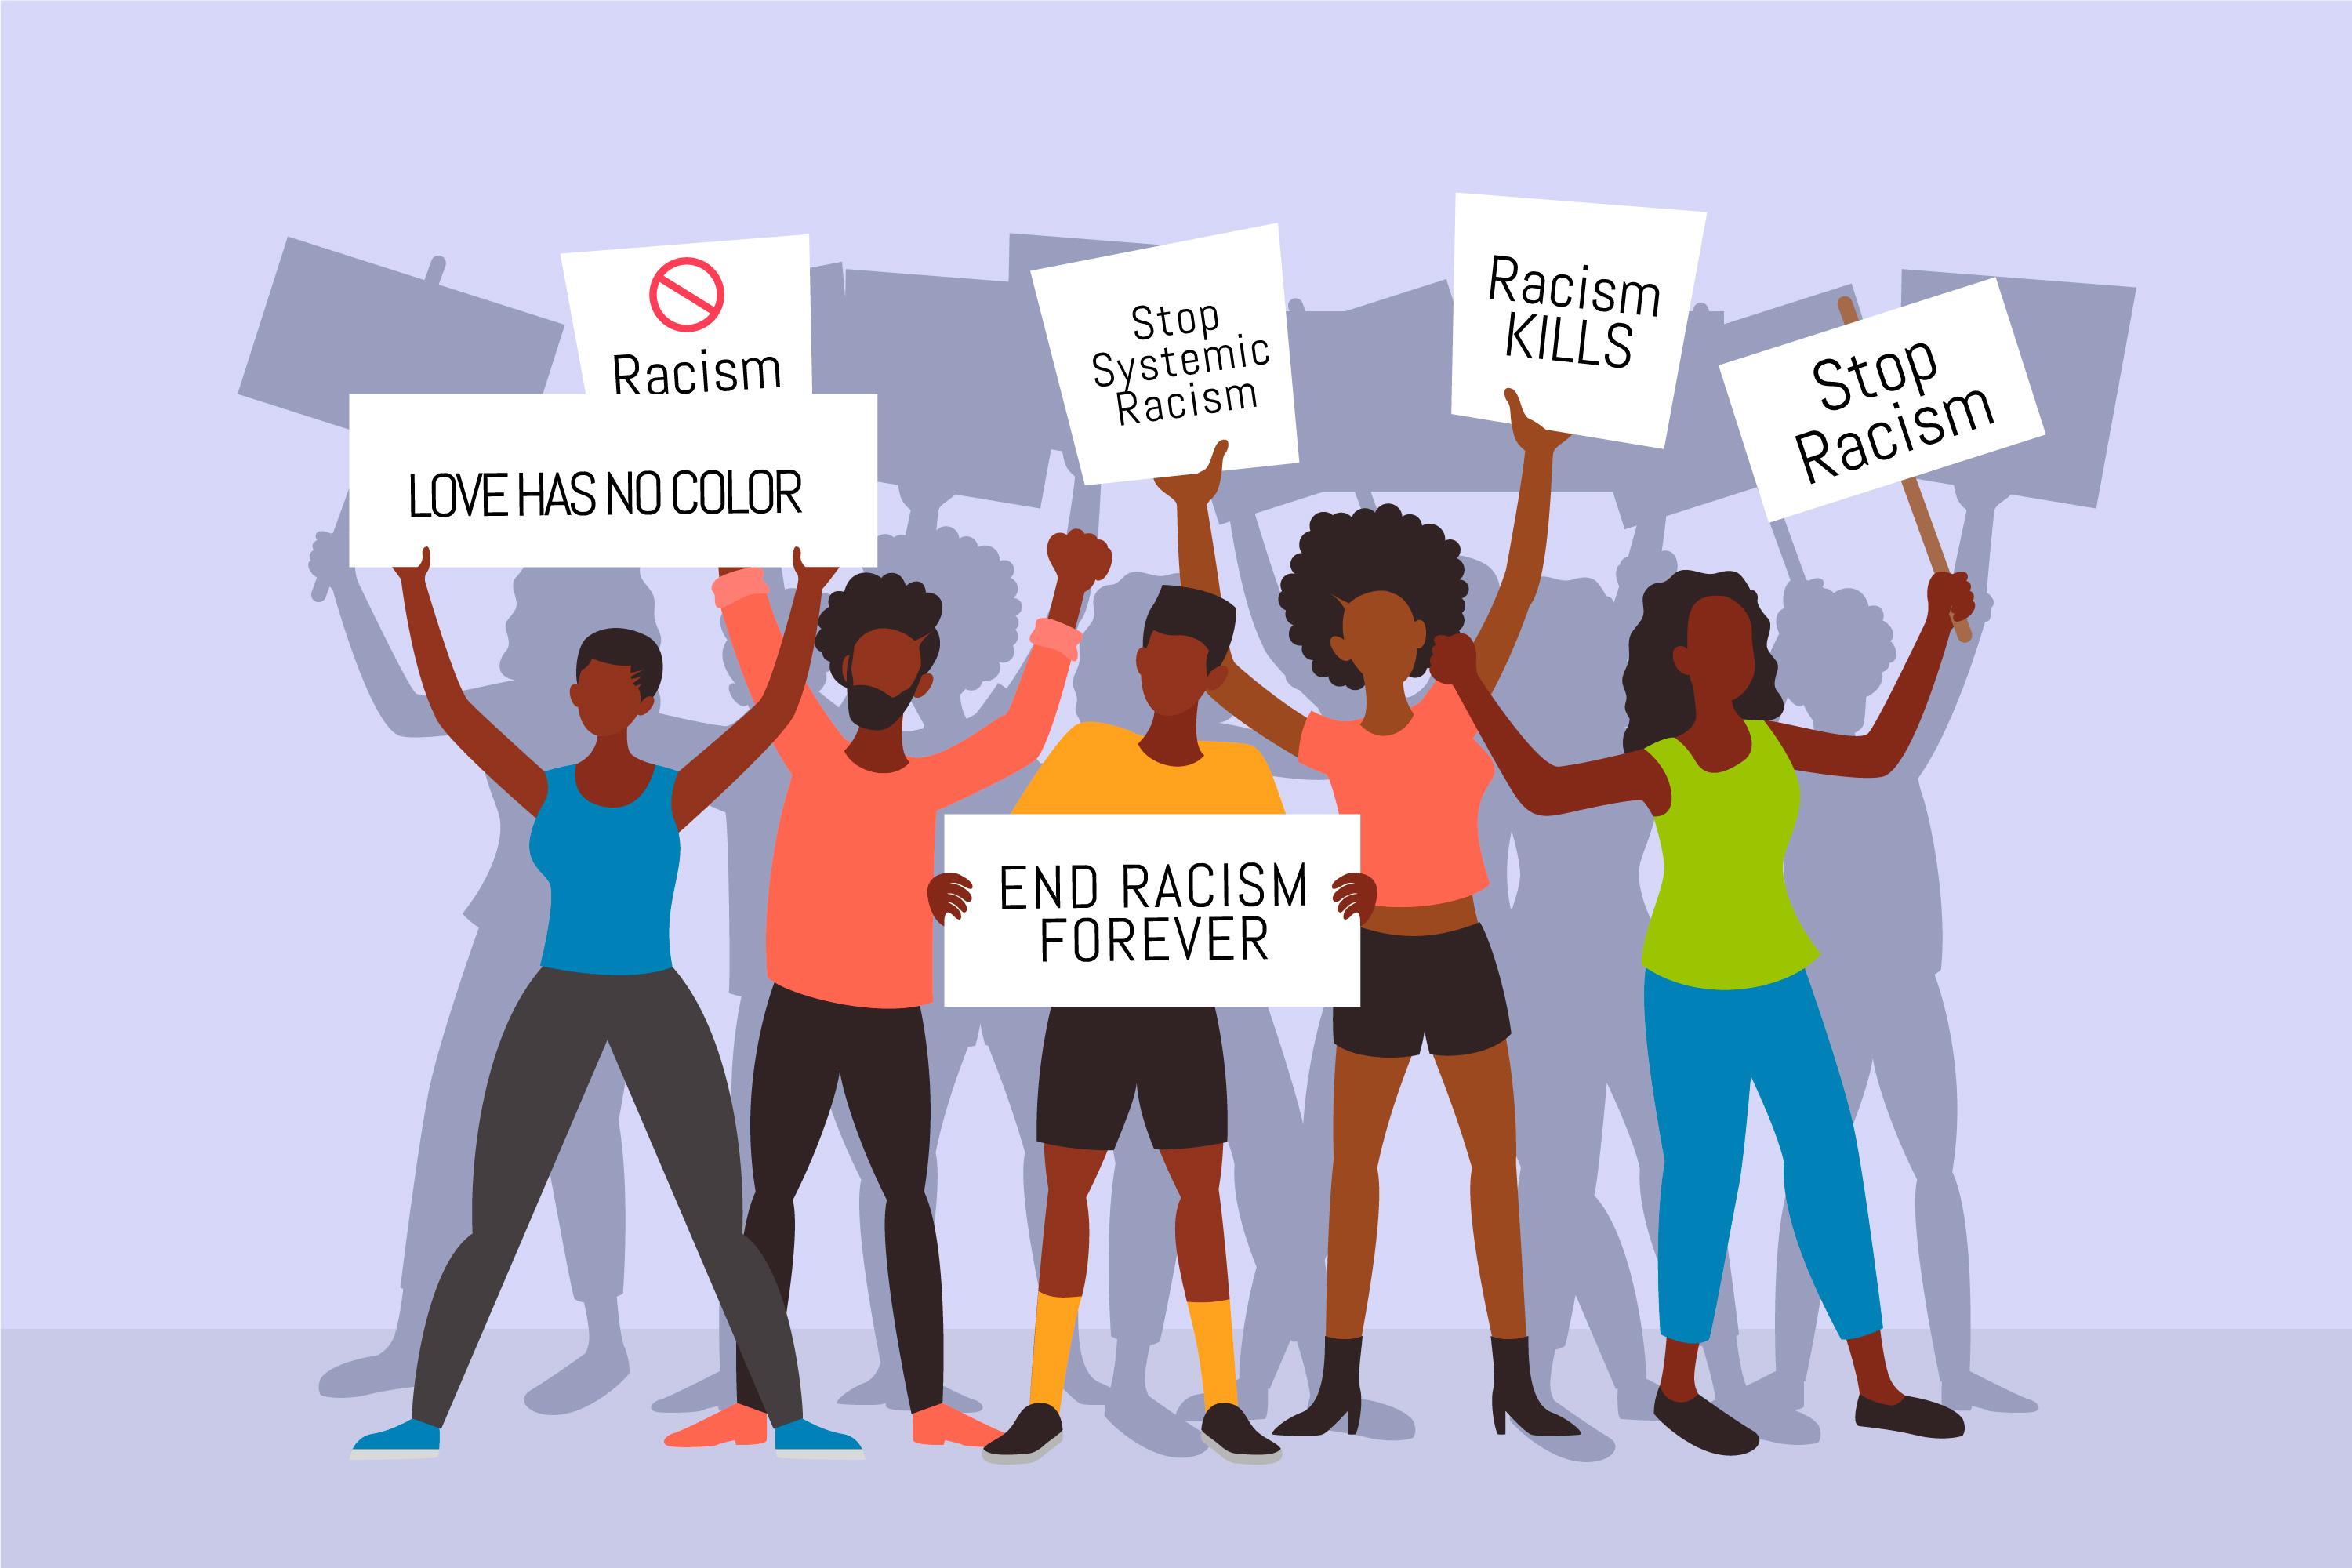 Racism
LOVE HAS NO COLOR
Stop
Systemic
Racism
Racism
KILLS
Stop
Racism
END RACISM
FOREVER